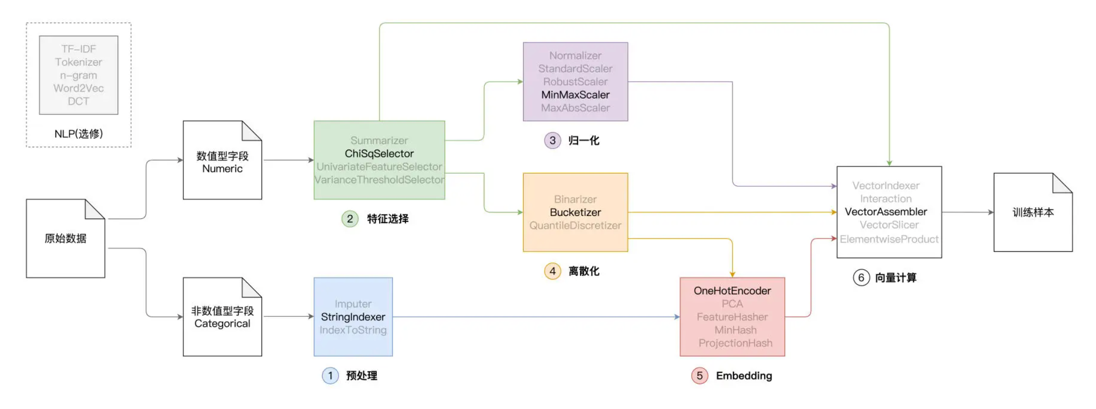 TF-IDF
Tokenizer
n-gram
Word2Vec
DCT
NLP(选修)
原始数据
数值型字段
Numeric
非数值型字段
Categorical
Summarizer
ChiSqSelector
UnivariateFeatureSelector
VarianceThresholdSelector
② 特征选择
Imputer
StringIndexer
IndexToString
① 预处理
Normalizer
StandardScaler
RobustScaler
MinMaxScaler
MaxAbsScaler
③ 归一化
Binarizer
Bucketizer
QuantileDiscretizer
④ 离散化
OneHotEncoder
PCA
FeatureHasher
MinHash
ProjectionHash
⑤ Embedding
VectorIndexer
Interaction
VectorAssembler
VectorSlicer
ElementwiseProduct
⑥ 向量计算
训练样本